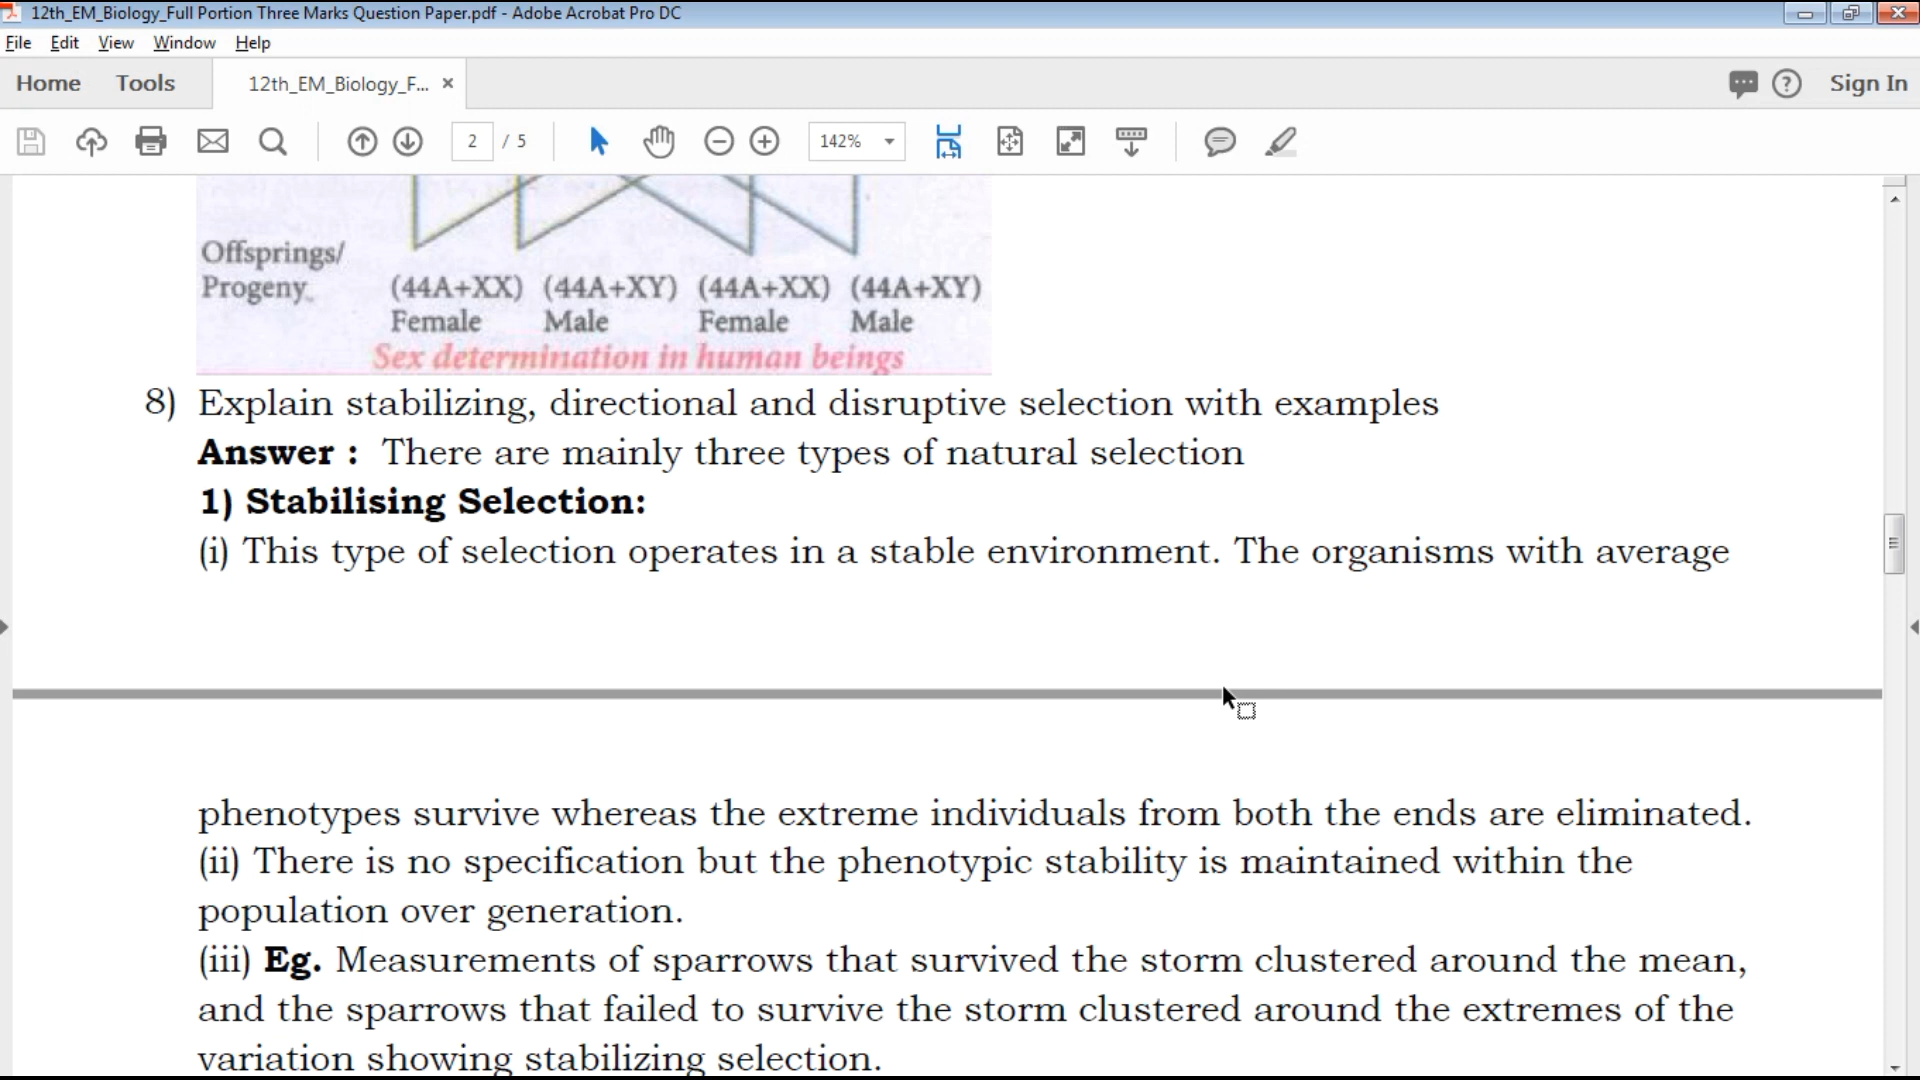 12th_EM_Biology_Full Portion Three Marks Question Paper.pdf - Adobe Acrobat Pro DC
File Edit View Window Help
Home Tools 12th_EM_Biology_F... × Sign In
2 / 5 142%
Offsprings/
Progeny
(44A+XX) (44A+XY) (44A+XX) (44A+XY)
Female Male Female Male
Sex determination in human beings
8) Explain stabilizing, directional and disruptive selection with examples
Answer : There are mainly three types of natural selection
1) Stabilising Selection:
(i) This type of selection operates in a stable environment. The organisms with average
phenotypes survive whereas the extreme individuals from both the ends are eliminated.
(ii) There is no specification but the phenotypic stability is maintained within the
population over generation.
(iii) Eg. Measurements of sparrows that survived the storm clustered around the mean,
and the sparrows that failed to survive the storm clustered around the extremes of the
variation showing stabilizing selection.